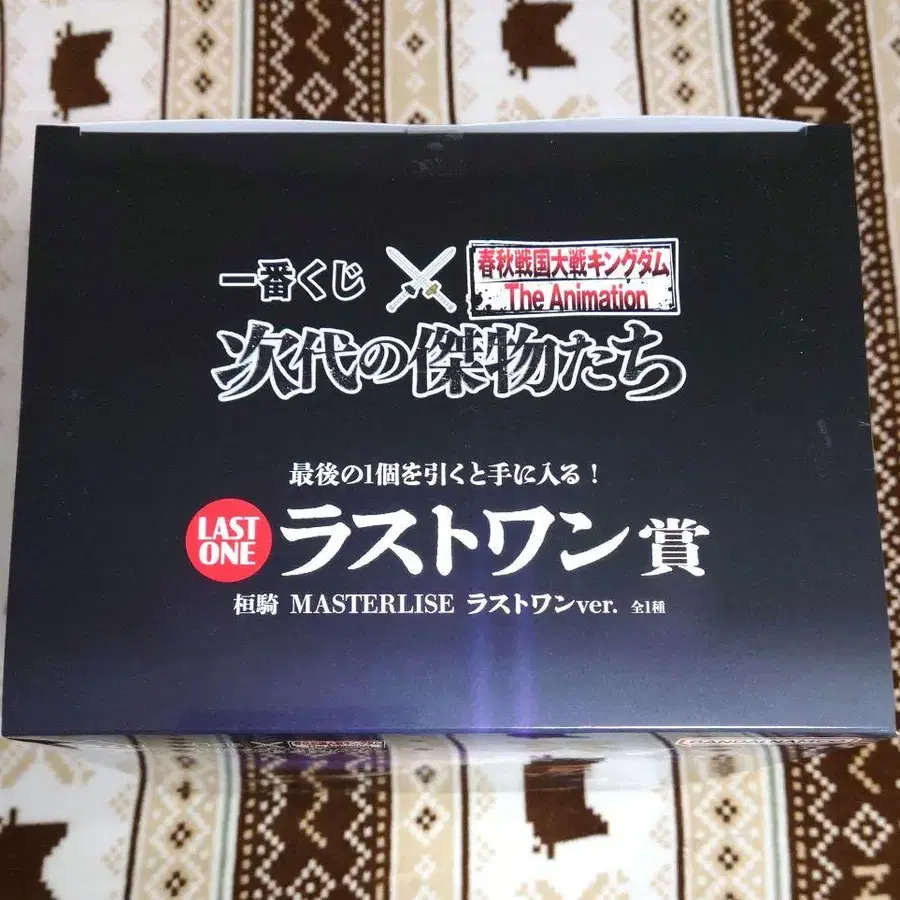 一番くじ
春秋戦国大戦キングダム
The Animation
次代の傑物たち
最後の1個を引くと手に入る!
LAST
ONE
ラストワン賞
桓騎 MASTERLISE ラストワンver. 全1種
BANDAI NAMCO